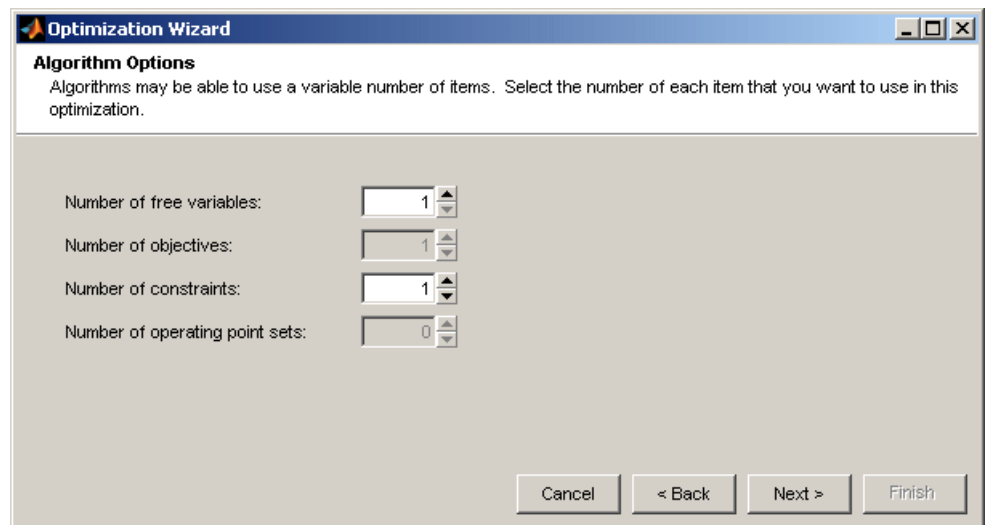 Optimization Wizard
Algorithm Options
Algorithms may be able to use a variable number of items. Select the number of each item that you want to use in this
optimization.
Number of free variables: 1
Number of objectives: 1
Number of constraints: 1
Number of operating point sets: 0
Cancel < Back Next > Finish